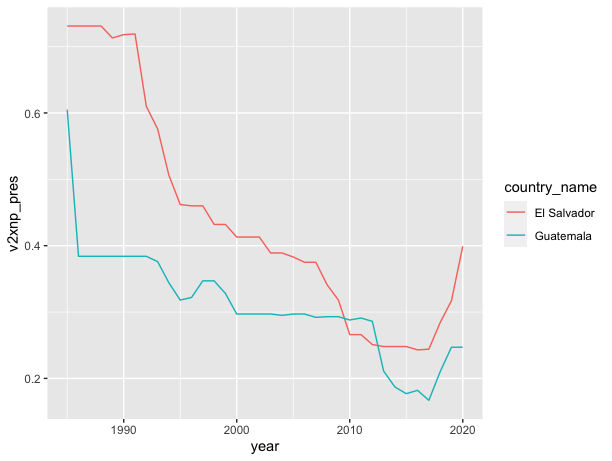 0.6
0.4
0.2
v2xnp_pres
1990
2000
2010
2020
year
country_name
El Salvador
Guatemala